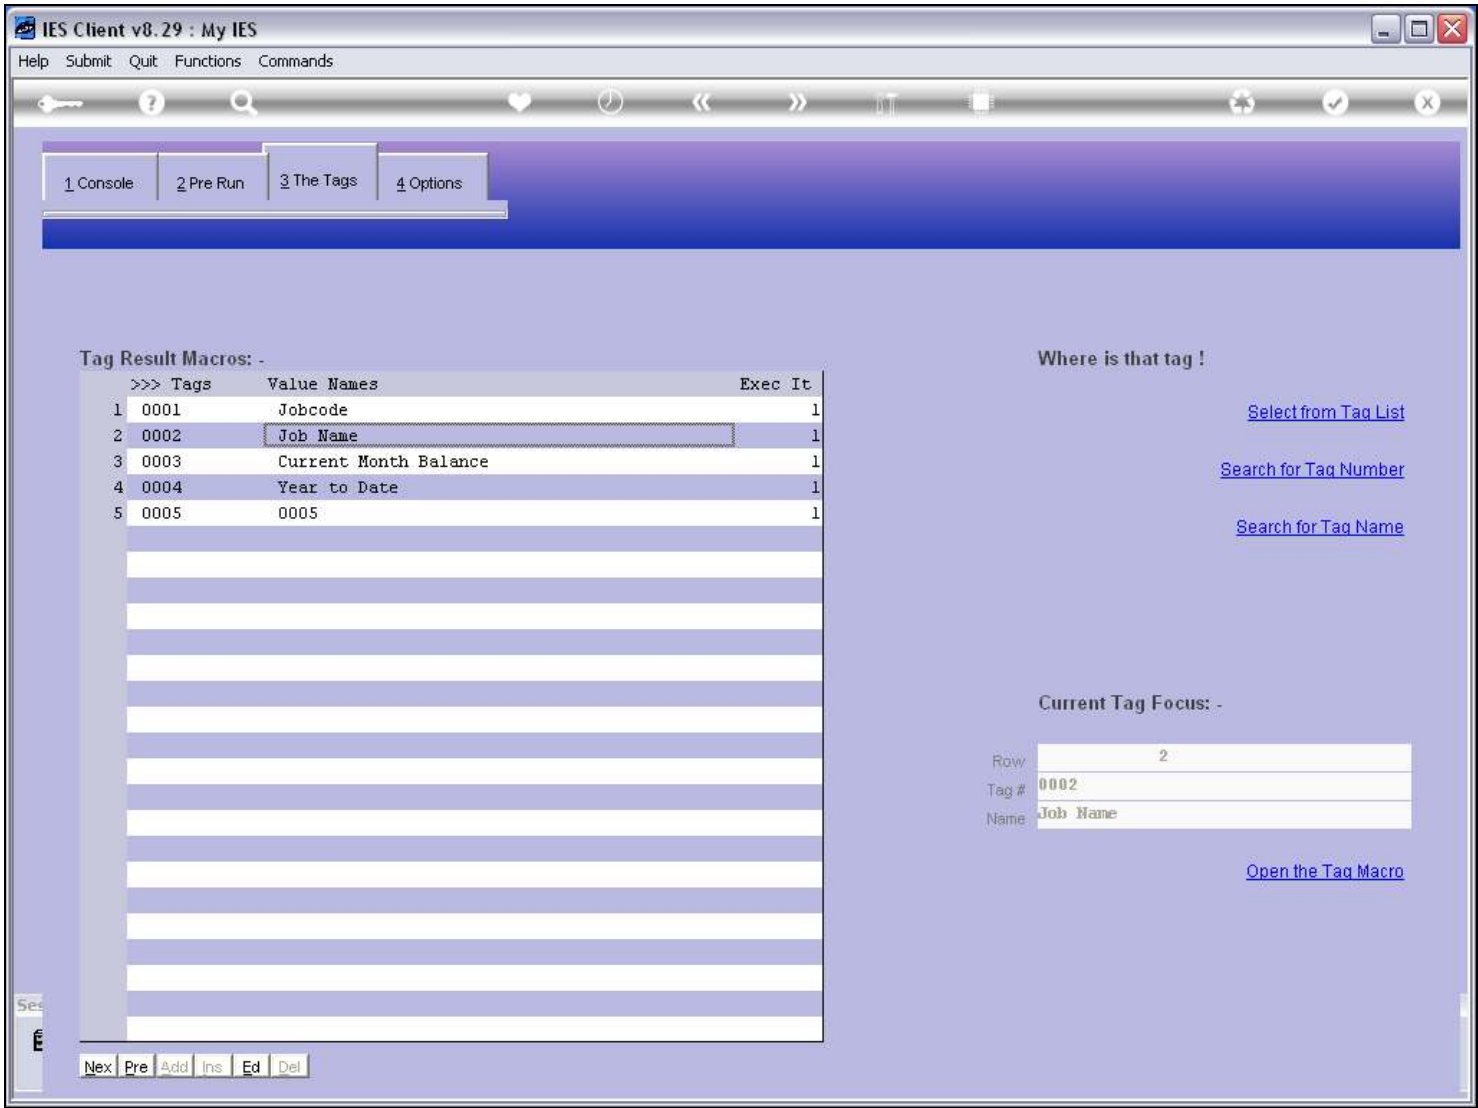 IES Client v8.29 : My IES
Help Submit Quit Functions Commands
1 Console 2 Pre Run 3 The Tags 4 Options
Tag Result Macros: -
Where is that tag !
>>> Tags Value Names Exec It
1 0001 Jobcode 1
Select from Tag List
2 0002 Job Name 1
3 0003 Current Month Balance 1
Search for Tag Number
4 0004 Year to Date 1
5 0005 0005 1
Search for Tag Name
Current Tag Focus: -
Row 2
Tag # 0002
Name Job Name
Open the Tag Macro
Ses
Nex Pre Add Ins Ed Del